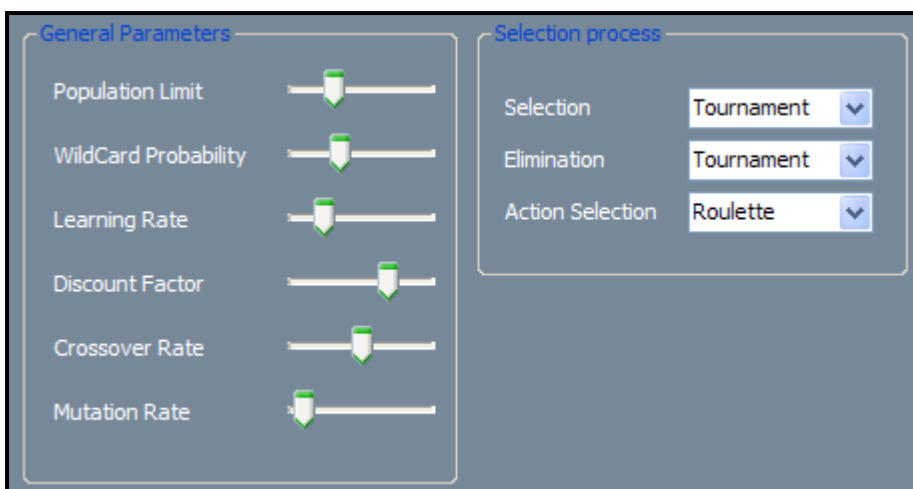 General Parameters
Population Limit
WildCard Probability
Learning Rate
Discount Factor
Crossover Rate
Mutation Rate
Selection process
Selection Tournament
Elimination Tournament
Action Selection Roulette